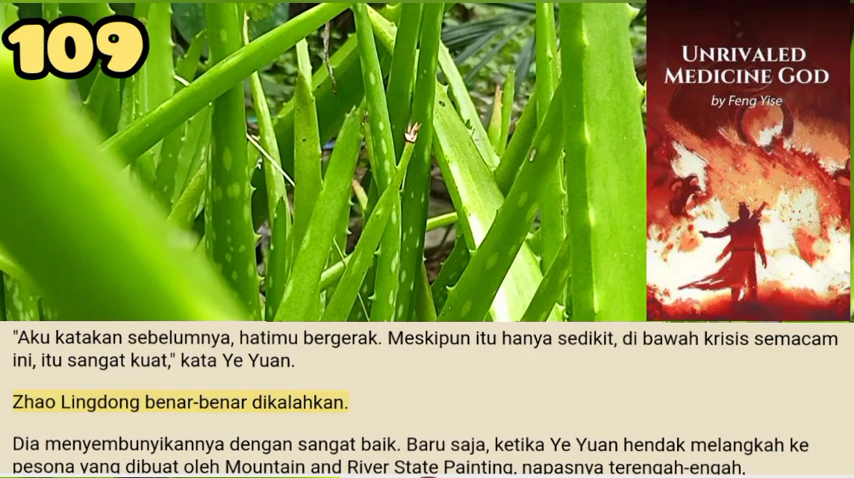 109
UNRIVALED
MEDICINE GOD
by Feng Yise
"Aku katakan sebelumnya, hatimu bergerak. Meskipun itu hanya sedikit, di bawah krisis semacam
ini, itu sangat kuat," kata Ye Yuan.
Zhao Lingdong benar-benar dikalahkan.
Dia menyembunyikannya dengan sangat baik. Baru saja, ketika Ye Yuan hendak melangkah ke
pesona yang dibuat oleh Mountain and River State Painting, napasnya terengah-engah.